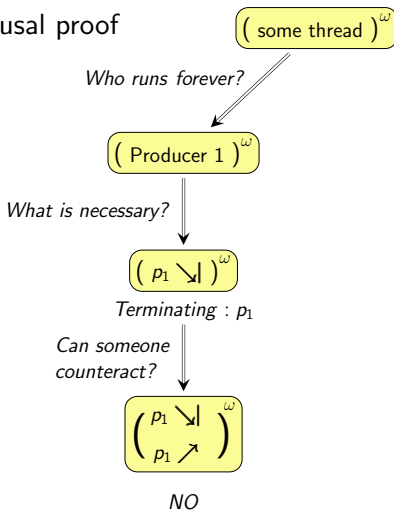 usal proof
( some thread )^ω
Who runs forever?
( Producer 1 )^ω
What is necessary?
( p₁ ↘| )^ω
Terminating : p₁
Can someone
counteract?
( p₁ ↘|
p₁ ↗ )^ω
NO